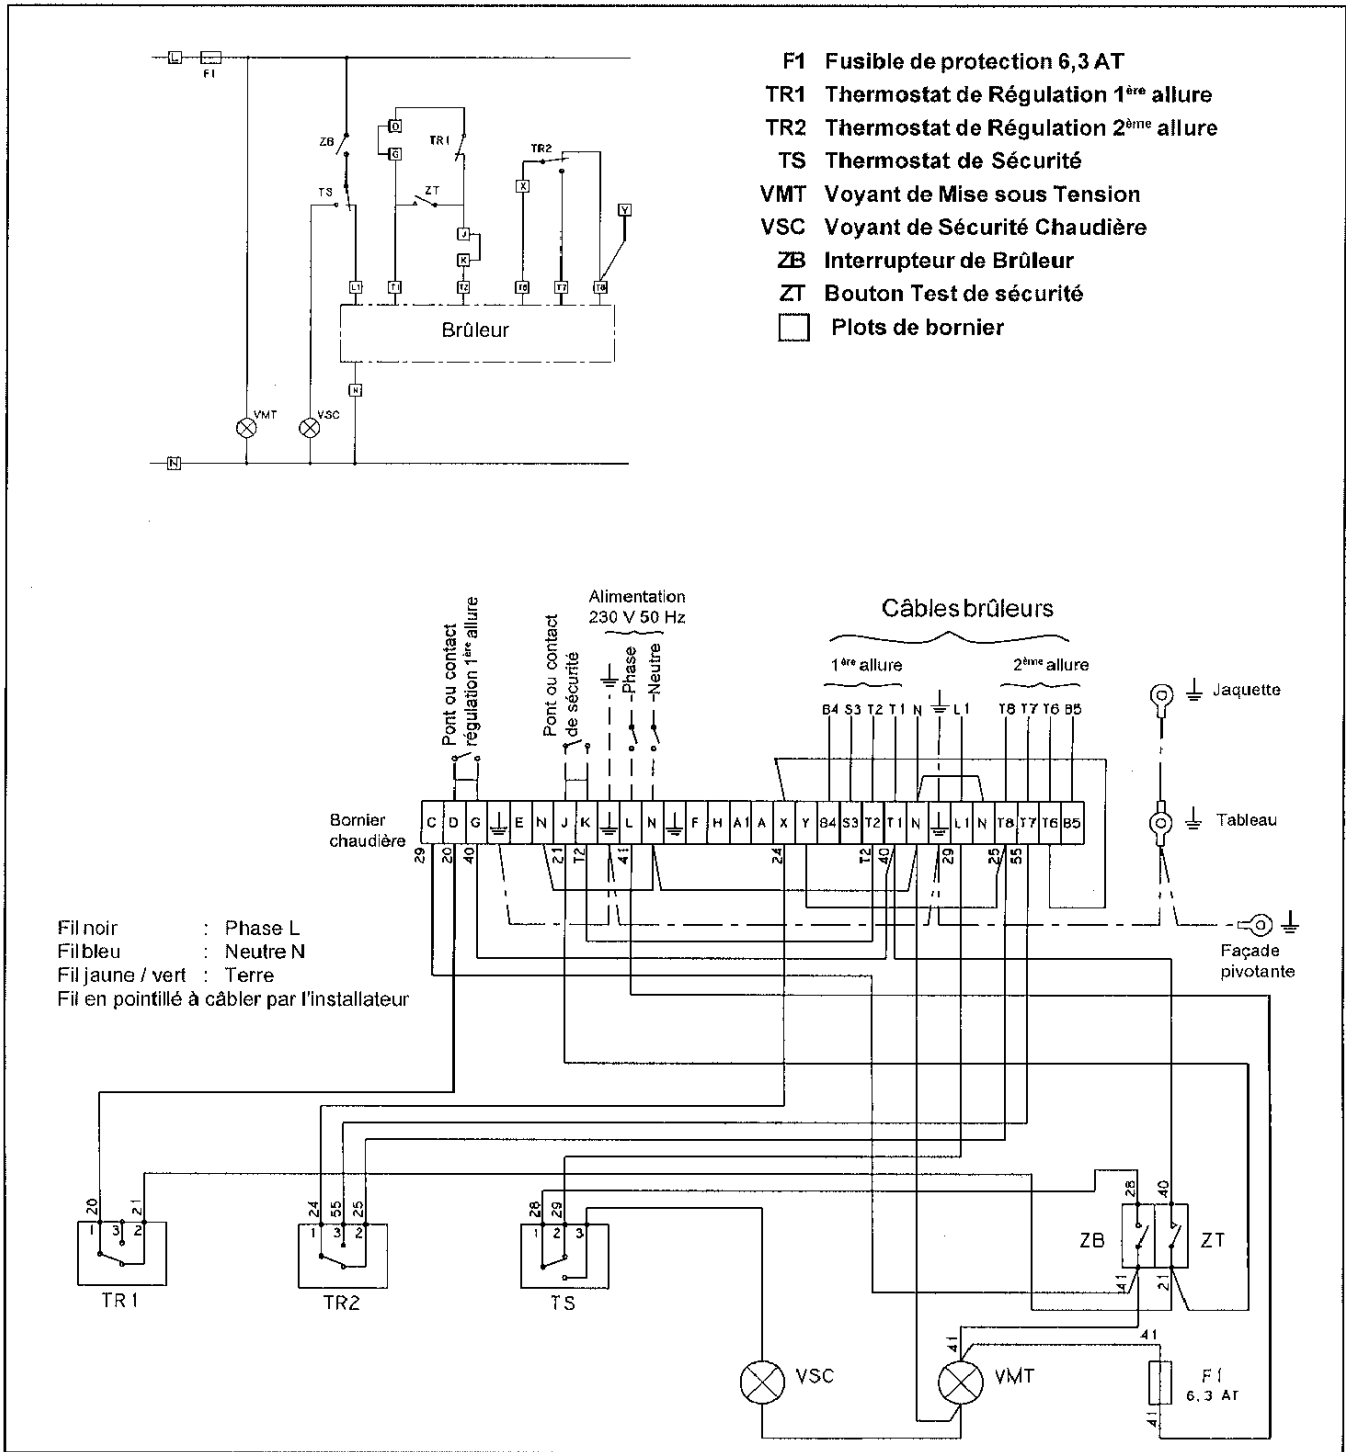 L
F1
ZB
TS
D
G
TR1
ZT
J
K
TR2
X
Y
L1
T1
T2
T6
T7
T8
Brûleur
N
VMT
VSC
N
F1 Fusible de protection 6,3 AT
TR1 Thermostat de Régulation 1ère allure
TR2 Thermostat de Régulation 2ème allure
TS Thermostat de Sécurité
VMT Voyant de Mise sous Tension
VSC Voyant de Sécurité Chaudière
ZB Interrupteur de Brûleur
ZT Bouton Test de sécurité
Plots de bornier
Pont ou contact
régulation 1ère allure
Pont ou contact
de sécurité
Alimentation
230 V 50 Hz
Phase
Neutre
Câbles brûleurs
1ère allure
2ème allure
B4 S3 T2 T1 N L1 T8 T7 T6 B5
Jaquette
Tableau
Façade
pivotante
Bornier
chaudière
C D G E N J K L N F H A1 A X Y B4 S3 T2 T1 N L1 N T8 T7 T6 B5
29 20 40 21 T2 41 24 T2 40 29 25 55
Fil noir : Phase L
Fil bleu : Neutre N
Fil jaune / vert : Terre
Fil en pointillé à câbler par l'installateur
20 21
1 3 2
TR1
24 55 25
1 3 2
TR2
28 29
1 2 3
TS
28 40
ZB ZT
41 21
41
41
VSC
VMT
F1
6,3 AT
41